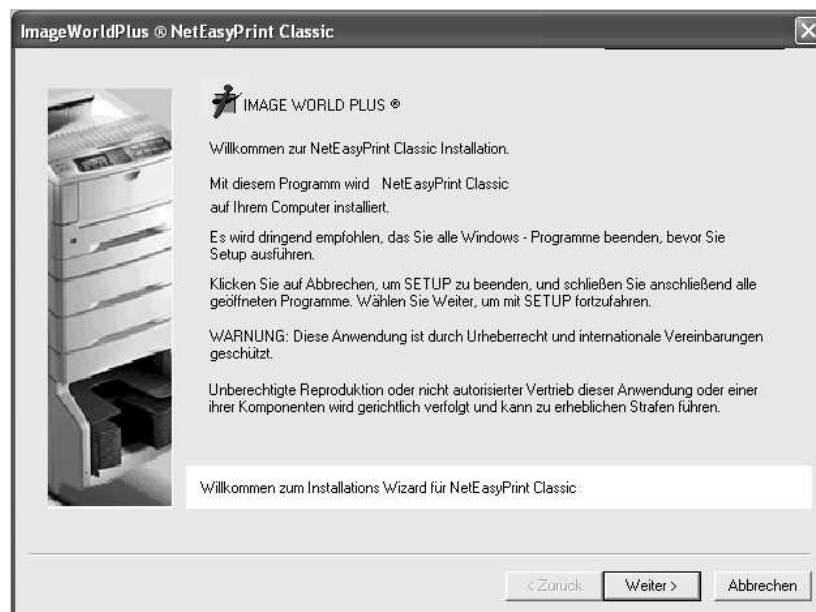 ImageWorldPlus ® NetEasyPrint Classic
IMAGE WORLD PLUS ®
Willkommen zur NetEasyPrint Classic Installation.
Mit diesem Programm wird NetEasyPrint Classic
auf Ihrem Computer installiert.
Es wird dringend empfohlen, das Sie alle Windows - Programme beenden, bevor Sie
Setup ausführen.
Klicken Sie auf Abbrechen, um SETUP zu beenden, und schließen Sie anschließend alle
geöffneten Programme. Wählen Sie Weiter, um mit SETUP fortzufahren.
WARNUNG: Diese Anwendung ist durch Urheberrecht und internationale Vereinbarungen
geschützt.
Unberechtigte Reproduktion oder nicht autorisierter Vertrieb dieser Anwendung oder einer
ihrer Komponenten wird gerichtlich verfolgt und kann zu erheblichen Strafen führen.
Willkommen zum Installations Wizard für NetEasyPrint Classic
< Zurück
Weiter >
Abbrechen